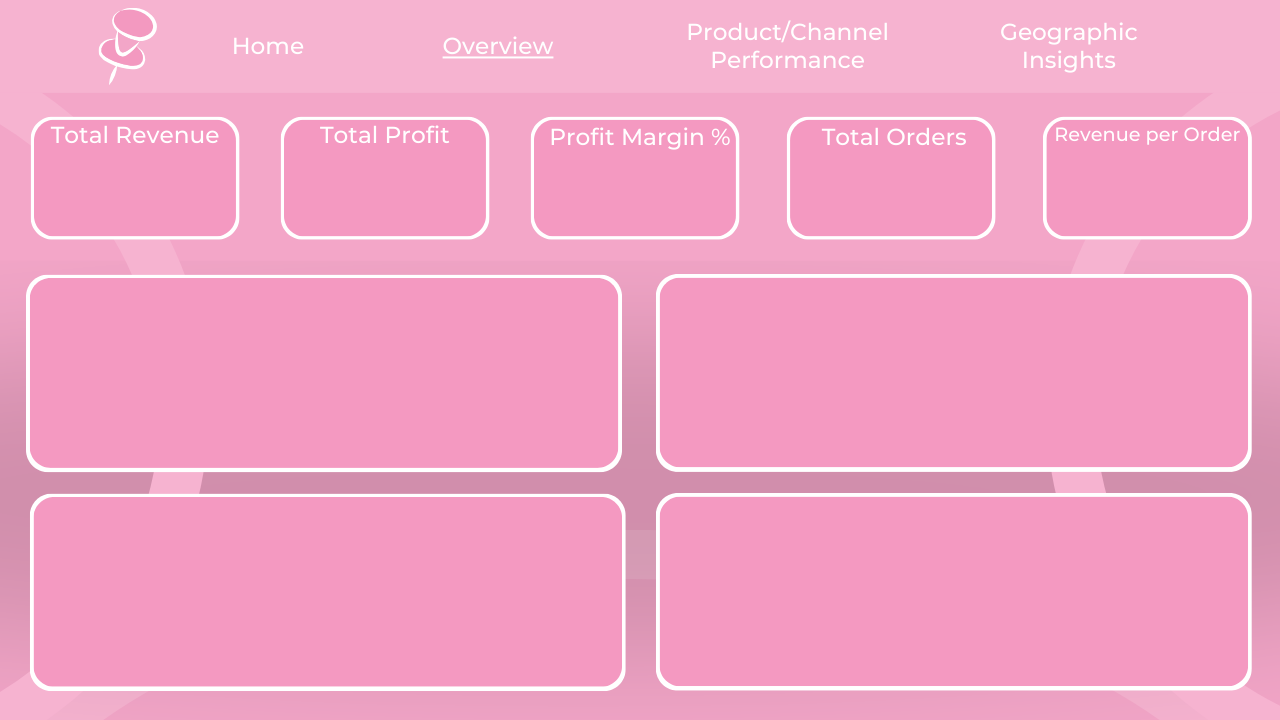 Home
Overview
Product/Channel
Performance
Geographic
Insights
Total Revenue
Total Profit
Profit Margin %
Total Orders
Revenue per Order